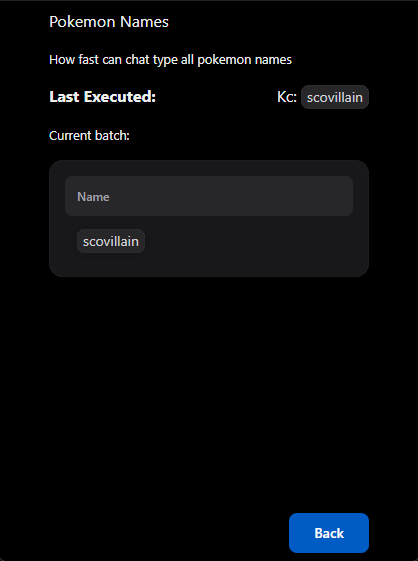 Pokemon Names
How fast can chat type all pokemon names
Last Executed: Kc: scovillain
Current batch:
Name
scovillain
Back